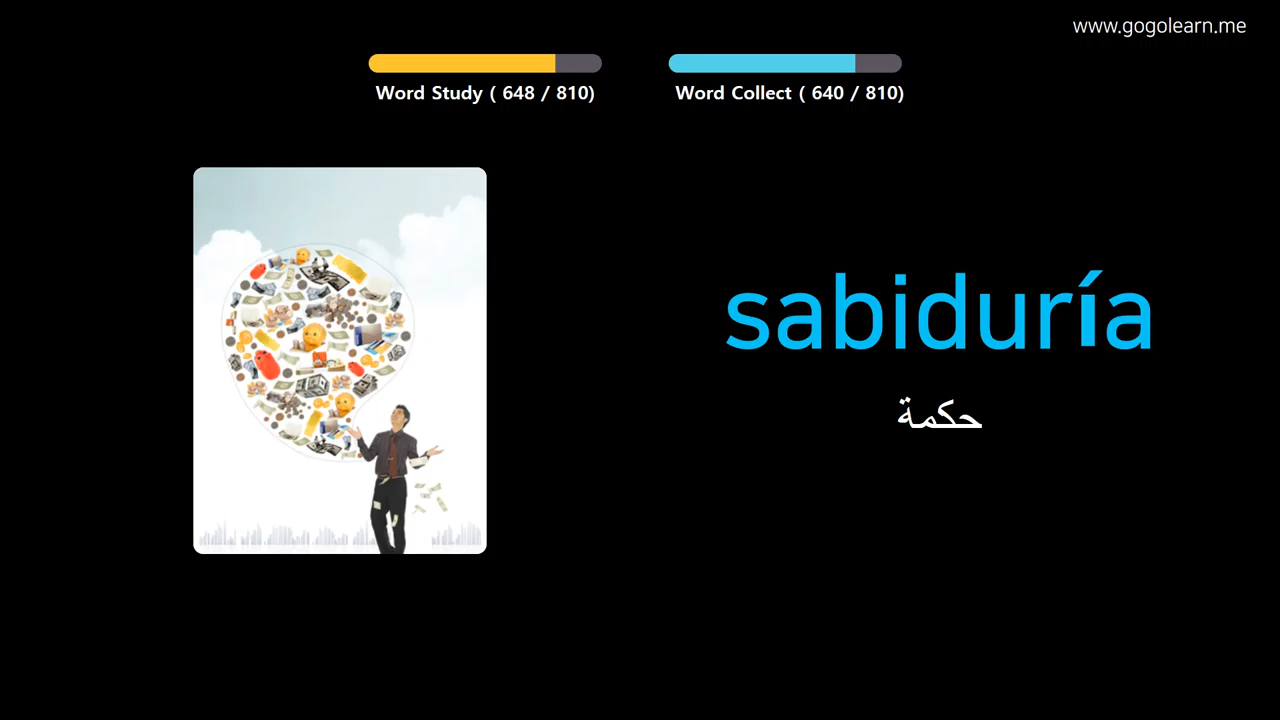 www.gogolearn.me
Word Study ( 648 / 810)
Word Collect ( 640 / 810)
sabiduría
حكمة